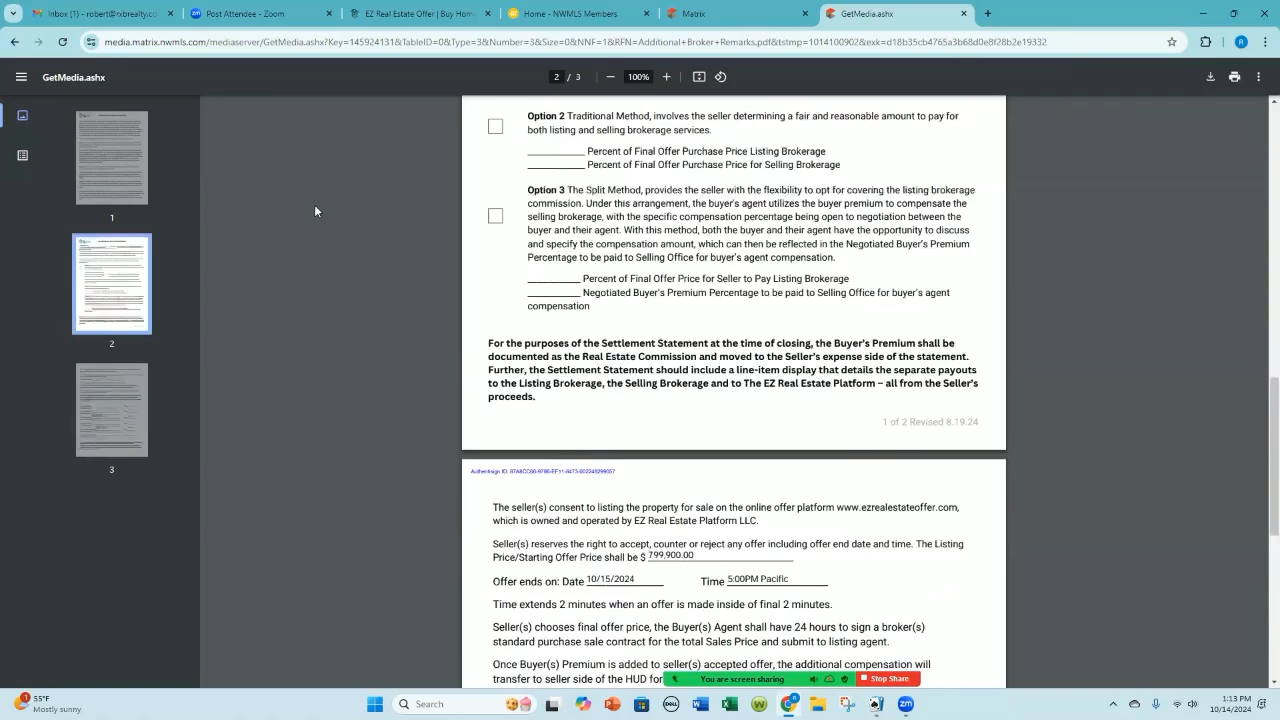 Inbox (1) - roger@nxtbrealty.co
Post Attendee - Zoom
EZ Real Estate Offer | Buy Hom
Home - NWMLS Members
Matrix
GetMedia.ashx
media.matrix.nwmls.com/mediaserver/GetMedia.ashx?Key=145924131&TableID=0&Type=3&Number=3&Size=0&NNF=1&RFN=Additional+Broker+Remarks.pdf&tstmp=1014100902&exk=d18b35cb4765a3b68d0e8f28b2e19332
GetMedia.ashx
2 / 3
100%
1
2
3
Option 2 Traditional Method, involves the seller determining a fair and reasonable amount to pay for
both listing and selling brokerage services.
__________ Percent of Final Offer Purchase Price Listing Brokerage
__________ Percent of Final Offer Purchase Price for Selling Brokerage
Option 3 The Split Method, provides the seller with the flexibility to opt for covering the listing brokerage
commission. Under this arrangement, the buyer's agent utilizes the buyer premium to compensate the
selling brokerage, with the specific compensation percentage being open to negotiation between the
buyer and their agent. With this method, both the buyer and their agent have the opportunity to discuss
and specify the compensation amount, which can then be reflected in the Negotiated Buyer's Premium
Percentage to be paid to Selling Office for buyer's agent compensation.
__________ Percent of Final Offer Price for Seller to Pay Listing Brokerage
__________ Negotiated Buyer's Premium Percentage to be paid to Selling Office for buyer's agent
compensation
For the purposes of the Settlement Statement at the time of closing, the Buyer's Premium shall be
documented as the Real Estate Commission and moved to the Seller's expense side of the statement.
Further, the Settlement Statement should include a line-item display that details the separate payouts
to the Listing Brokerage, the Selling Brokerage and to The EZ Real Estate Platform – all from the Seller's
proceeds.
1 of 2 Revised 8.19.24
Authentisign ID:
The seller(s) consent to listing the property for sale on the online offer platform www.ezrealestateoffer.com,
which is owned and operated by EZ Real Estate Platform LLC.
Seller(s) reserves the right to accept, counter or reject any offer including offer end date and time. The Listing
Price/Starting Offer Price shall be $ 799,900.00
Offer ends on: Date 10/15/2024 Time 5:00PM Pacific
Time extends 2 minutes when an offer is made inside of final 2 minutes.
Seller(s) chooses final offer price, the Buyer(s) Agent shall have 24 hours to sign a broker(s)
standard purchase sale contract for the total Sales Price and submit to listing agent.
Once Buyer(s) Premium is added to seller(s) accepted offer, the additional compensation will
transfer to seller side of the HUD for
You are screen sharing
Stop Share
55°F
Mostly sunny
Search
1:13 PM
10/14/2024